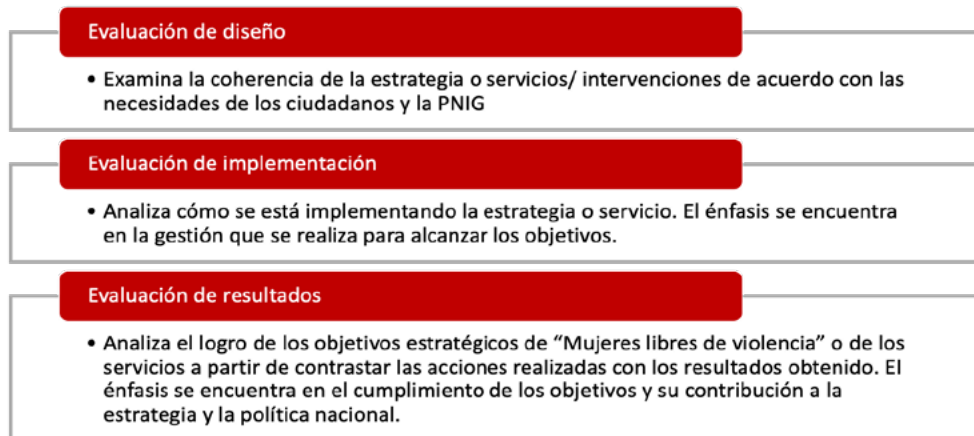 Evaluación de diseño
• Examina la coherencia de la estrategia o servicios/ intervenciones de acuerdo con las
necesidades de los ciudadanos y la PNIG
Evaluación de implementación
• Analiza cómo se está implementando la estrategia o servicio. El énfasis se encuentra
en la gestión que se realiza para alcanzar los objetivos.
Evaluación de resultados
• Analiza el logro de los objetivos estratégicos de “Mujeres libres de violencia” o de los
servicios a partir de contrastar las acciones realizadas con los resultados obtenido. El
énfasis se encuentra en el cumplimiento de los objetivos y su contribución a la
estrategia y la política nacional.